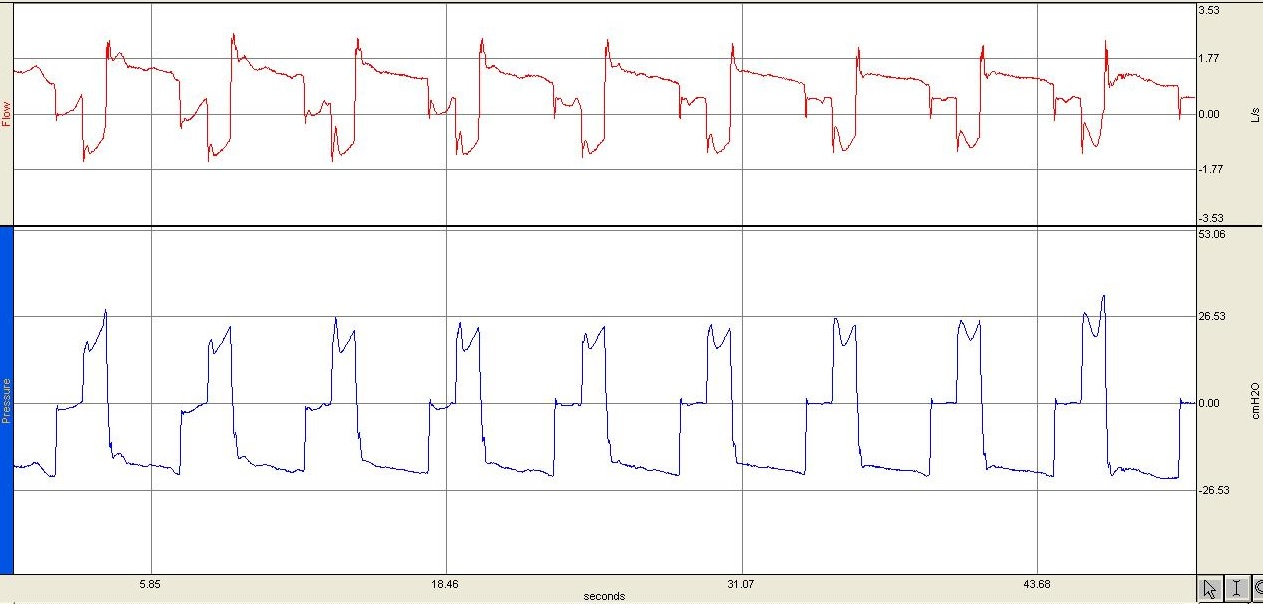 3.53
1.77
0.00
-1.77
-3.53
Flow
L/s
53.06
26.53
0.00
-26.53
Pressure
cmH2O
5.85 18.46 31.07 43.68
seconds